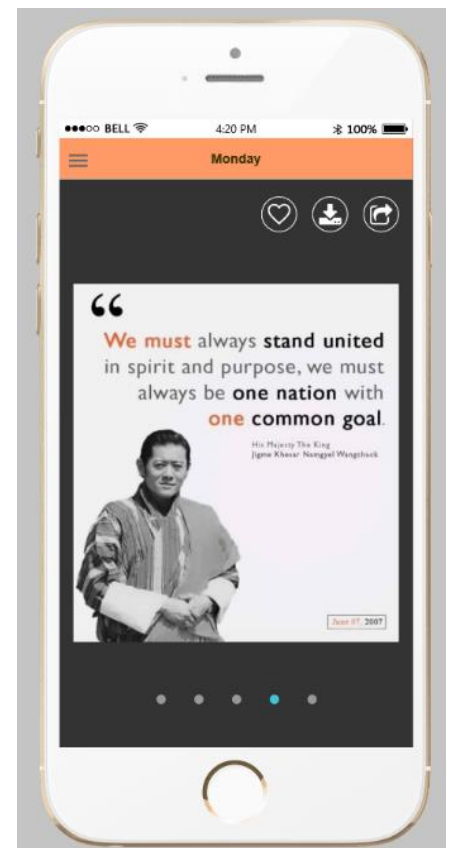 BELL 4:20 PM 100%
Monday
“
We must always stand united
in spirit and purpose, we must
always be one nation with
one common goal.
His Majesty The King
Jigme Khesar Namgyel Wangchuck
June 07, 2007